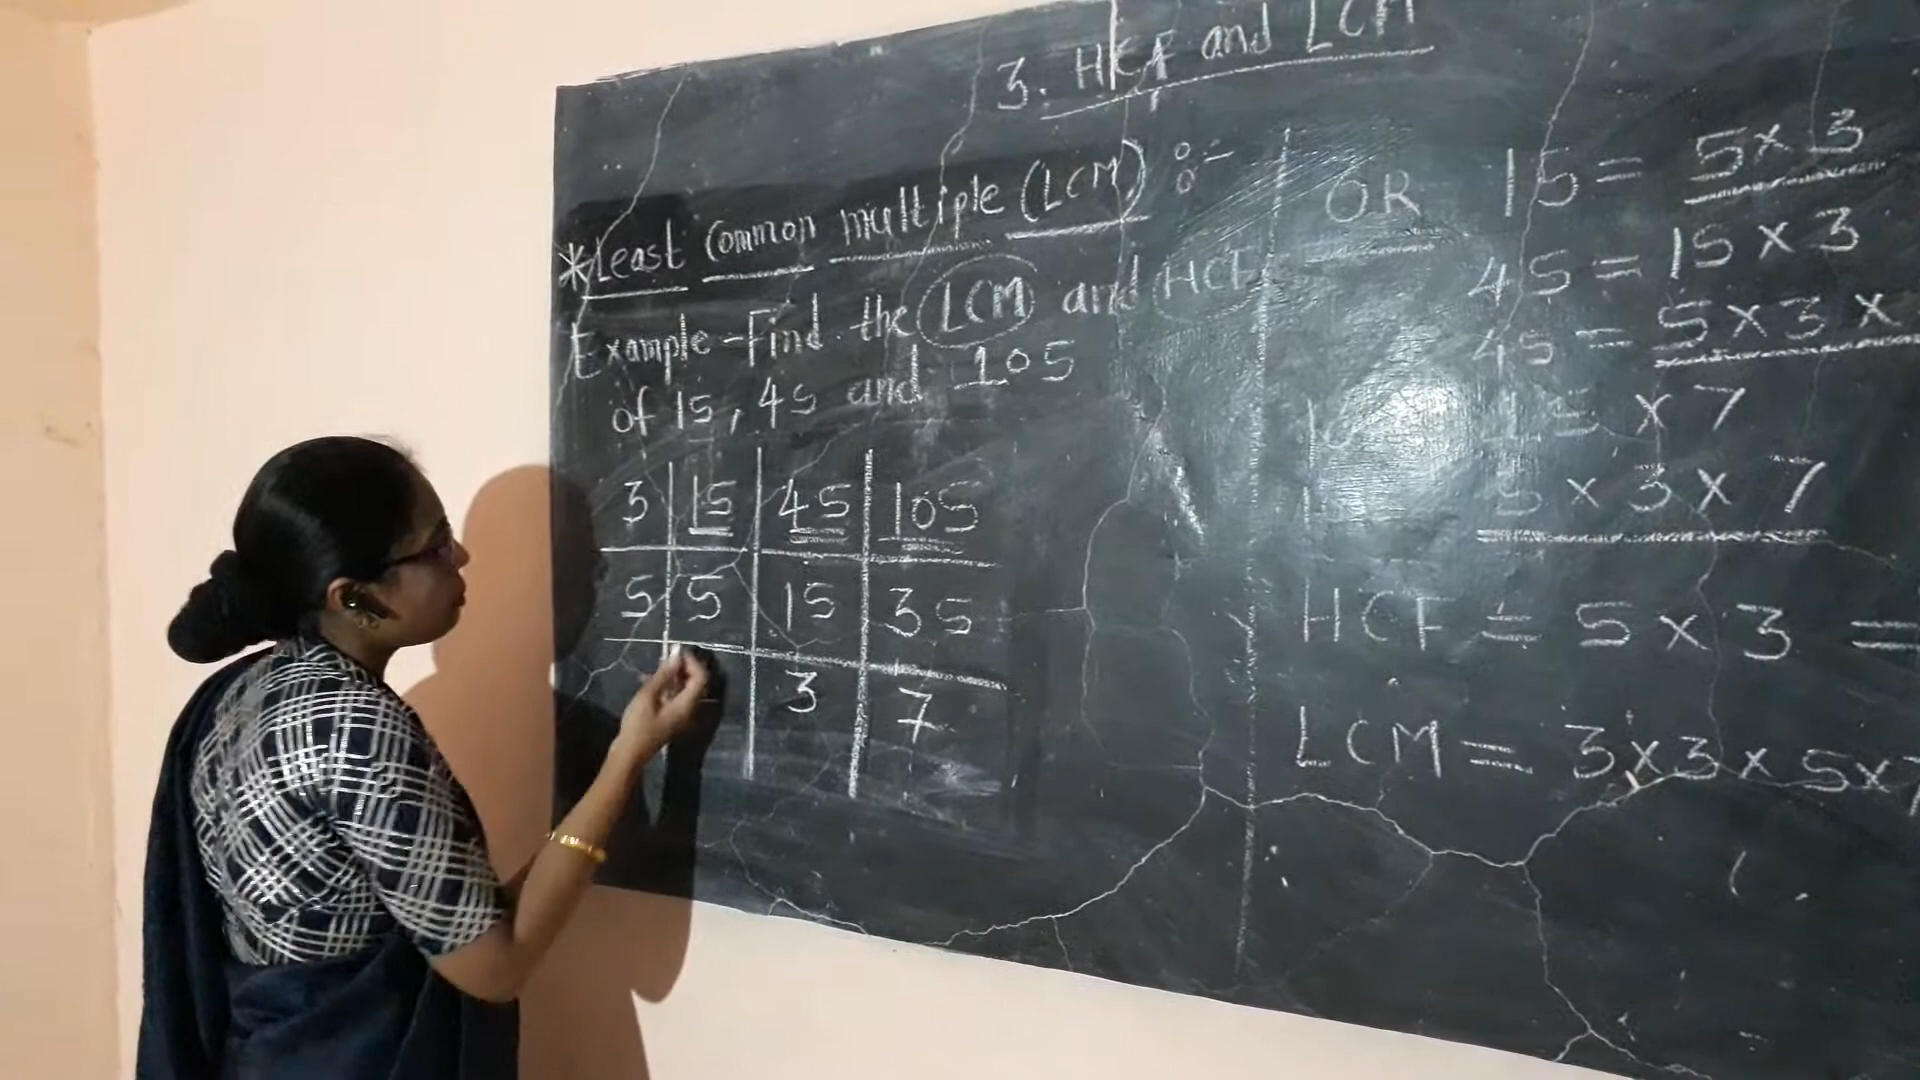 3. HCF and LCM
*Least Common multiple (LCM) :-
Example - Find the LCM and HCF
of 15, 45 and 105
3 15 45 105
5 5 15 35
3 7
OR 15 = 5 x 3
45 = 15 x 3
45 = 5 x 3 x
x 7
5 x 3 x 7
HCF = 5 x 3 =
LCM = 3 x 3 x 5 x 7